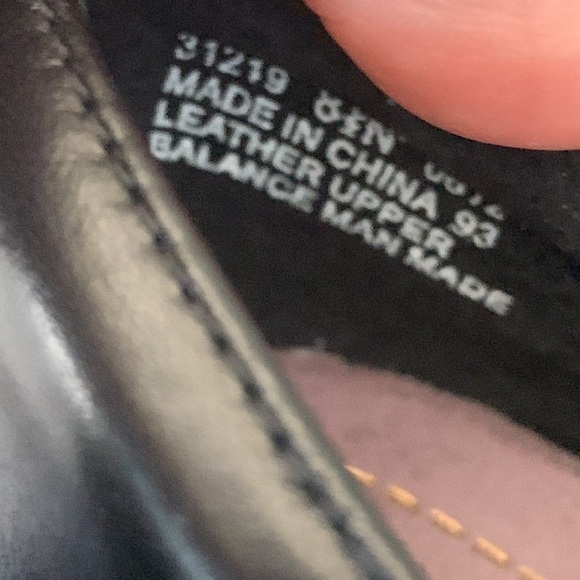 31219
MADE IN CHINA 93
LEATHER UPPER
BALANCE MAN MADE